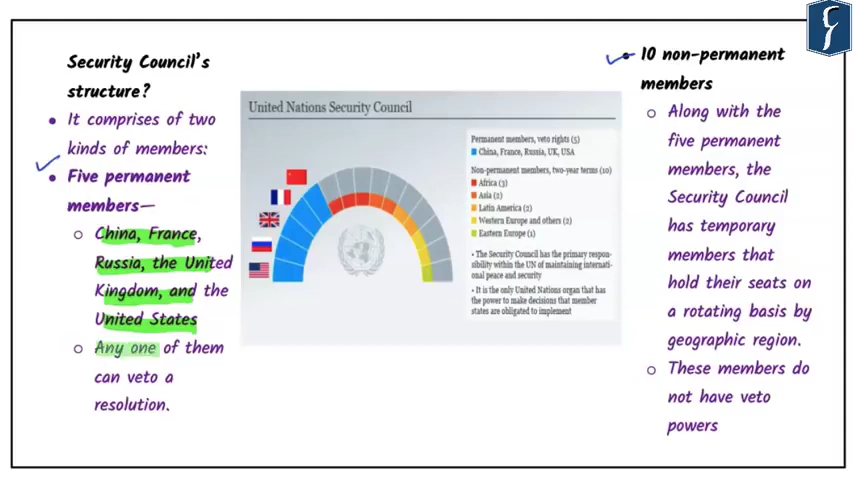 Security Council's
structure?
It comprises of two
kinds of members:
Five permanent
members—
China, France,
Russia, the United
Kingdom, and the
United States
Any one of them
can veto a
resolution.
United Nations Security Council
Permanent members, veto rights (5)
China, France, Russia, UK, USA
Non-permanent members, two-year terms (10)
Africa (3)
Asia (2)
Latin America (2)
Western Europe and others (2)
Eastern Europe (1)
• The Security Council has the primary respon-
sibility within the UN of maintaining internati-
onal peace and security
• It is the only United Nations organ that has
the power to make decisions that member
states are obligated to implement
10 non-permanent
members
Along with the
five permanent
members, the
Security Council
has temporary
members that
hold their seats on
a rotating basis by
geographic region.
These members do
not have veto
powers